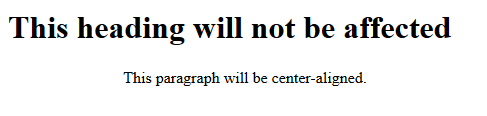 This heading will not be affected
This paragraph will be center-aligned.